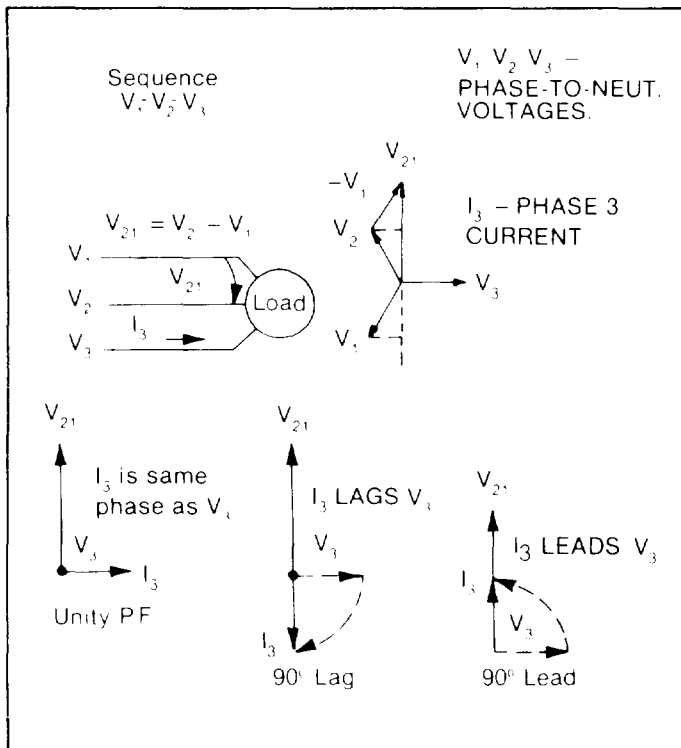 Sequence
V₁-V₂-V₃
V₁ V₂ V₃ –
PHASE-TO-NEUT.
VOLTAGES.
V₂₁
–V₁
V₂
I₃ – PHASE 3
CURRENT
V₃
V₁
V₂₁ = V₂ – V₁
V₁
V₂₁
V₂
Load
I₃
V₃
V₂₁
I₃ is same
phase as V₃
V₃
I₃
Unity PF
V₂₁
I₃ LAGS V₃
V₃
I₃
90° Lag
V₂₁
I₃ LEADS V₃
I₃
V₃
90° Lead